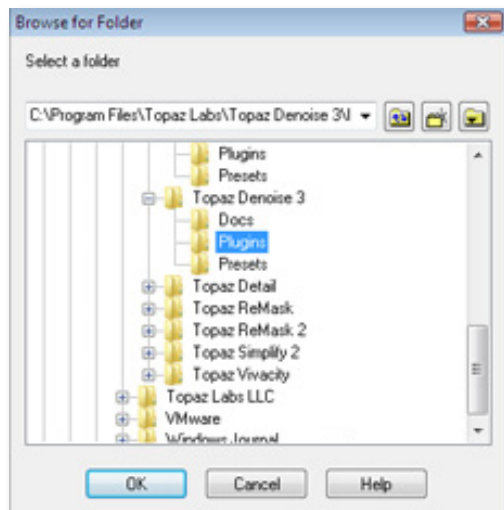 Browse for Folder
Select a folder
C:\Program Files\Topaz Labs\Topaz Denoise 3\
Plugins
Presets
Topaz Denoise 3
Docs
Plugins
Presets
Topaz Detail
Topaz ReMask
Topaz ReMask 2
Topaz Simplify 2
Topaz Vivacity
Topaz Labs LLC
VMware
Windows Journal
OK
Cancel
Help